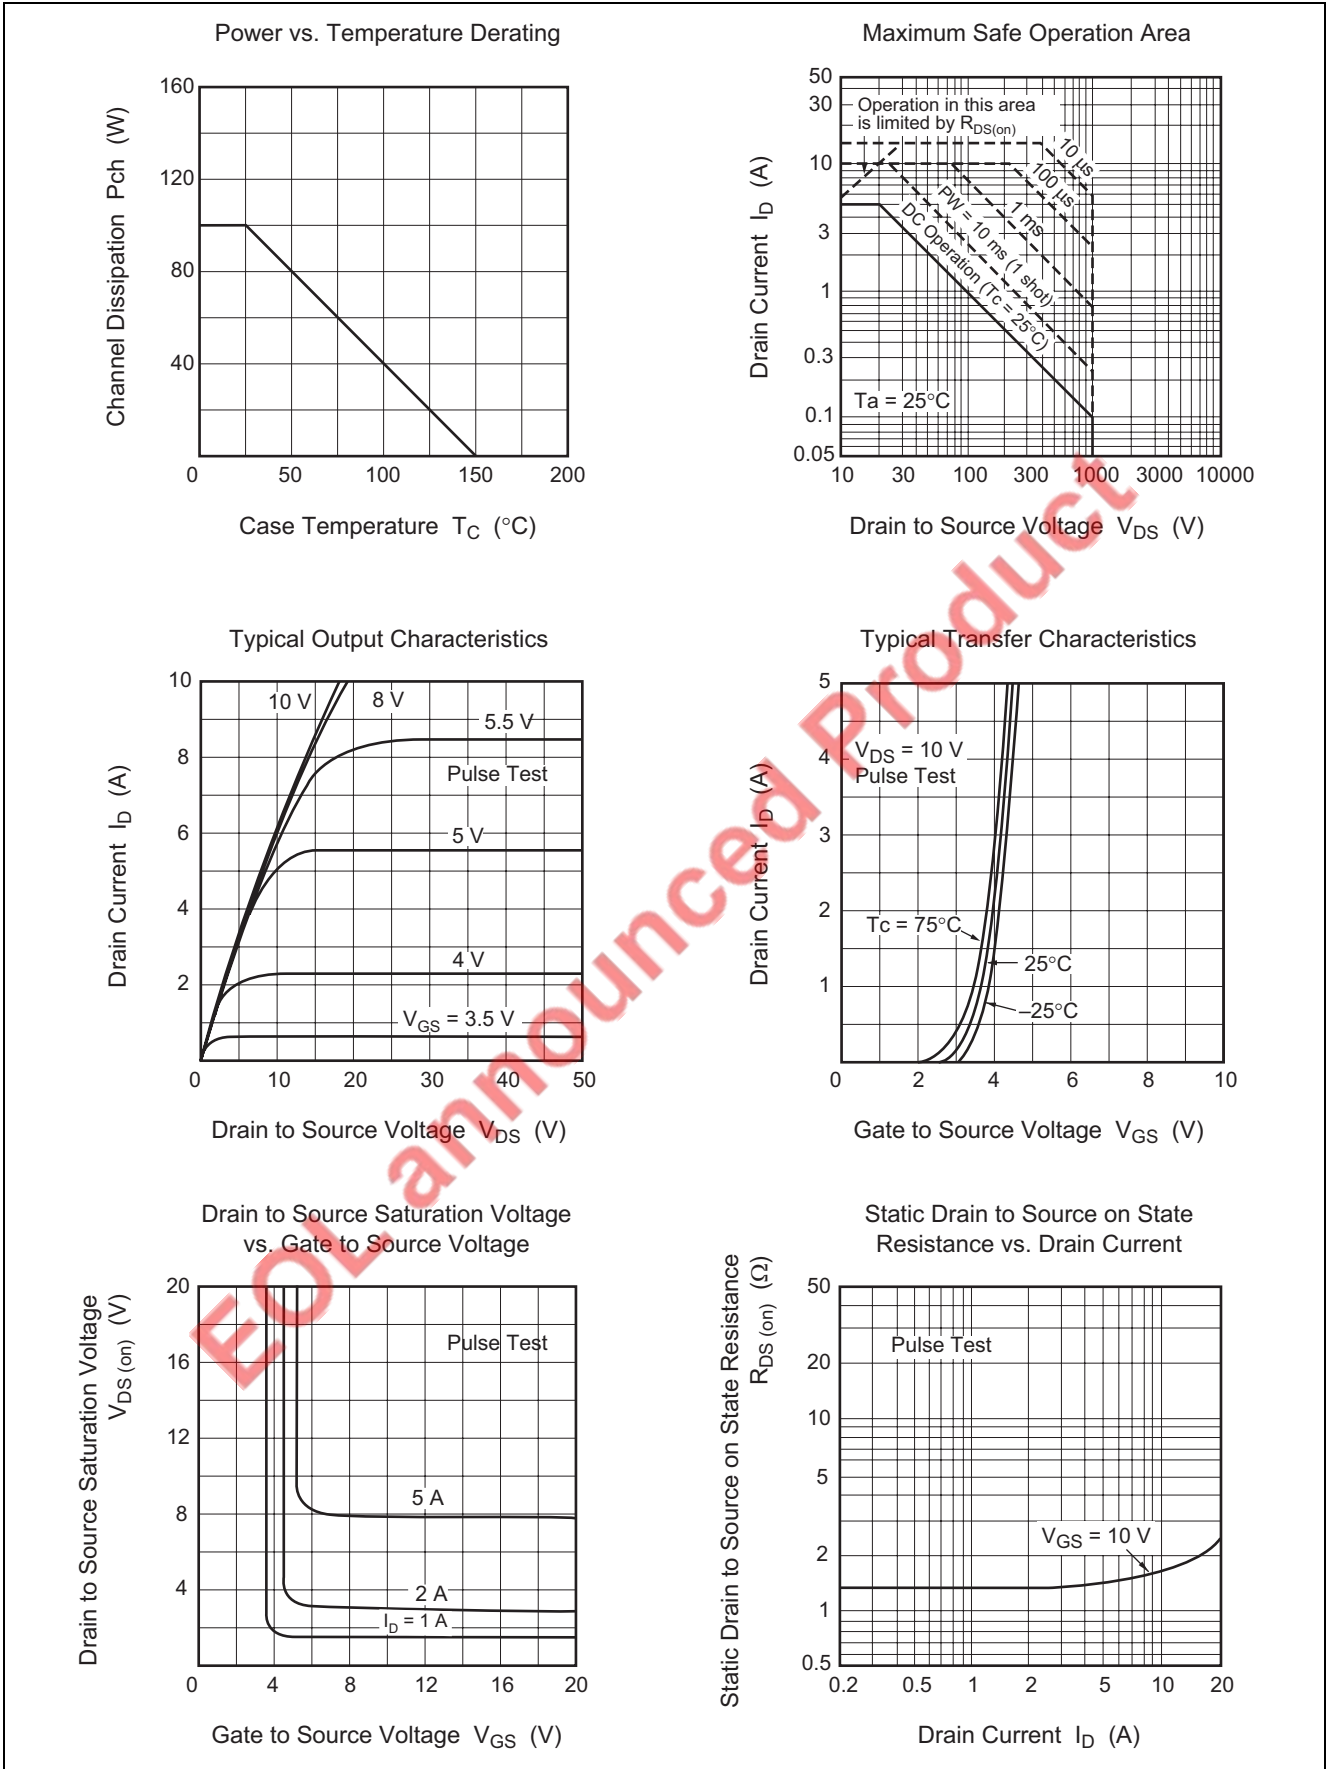 Power vs. Temperature Derating
Channel Dissipation Pch (W)
160
120
80
40
0 50 100 150 200
Case Temperature TC (°C)
Maximum Safe Operation Area
Drain Current ID (A)
50
30
10
3
1
0.3
0.1
0.05
Operation in this area
is limited by RDS(on)
10 µs
100 µs
1 ms
PW = 10 ms (1 shot)
DC Operation (Tc = 25°C)
Ta = 25°C
10 30 100 300 1000 3000 10000
Drain to Source Voltage VDS (V)
Typical Output Characteristics
Drain Current ID (A)
10
8
6
4
2
10 V
8 V
5.5 V
Pulse Test
5 V
4 V
VGS = 3.5 V
0 10 20 30 40 50
Drain to Source Voltage VDS (V)
Typical Transfer Characteristics
Drain Current ID (A)
5
4
3
2
1
VDS = 10 V
Pulse Test
Tc = 75°C
25°C
–25°C
0 2 4 6 8 10
Gate to Source Voltage VGS (V)
Drain to Source Saturation Voltage
vs. Gate to Source Voltage
Drain to Source Saturation Voltage
VDS (on) (V)
20
16
12
8
4
Pulse Test
5 A
2 A
ID = 1 A
0 4 8 12 16 20
Gate to Source Voltage VGS (V)
Static Drain to Source on State
Resistance vs. Drain Current
Static Drain to Source on State Resistance
RDS (on) (Ω)
50
20
10
5
2
1
0.5
Pulse Test
VGS = 10 V
0.2 0.5 1 2 5 10 20
Drain Current ID (A)
EOL announced Product